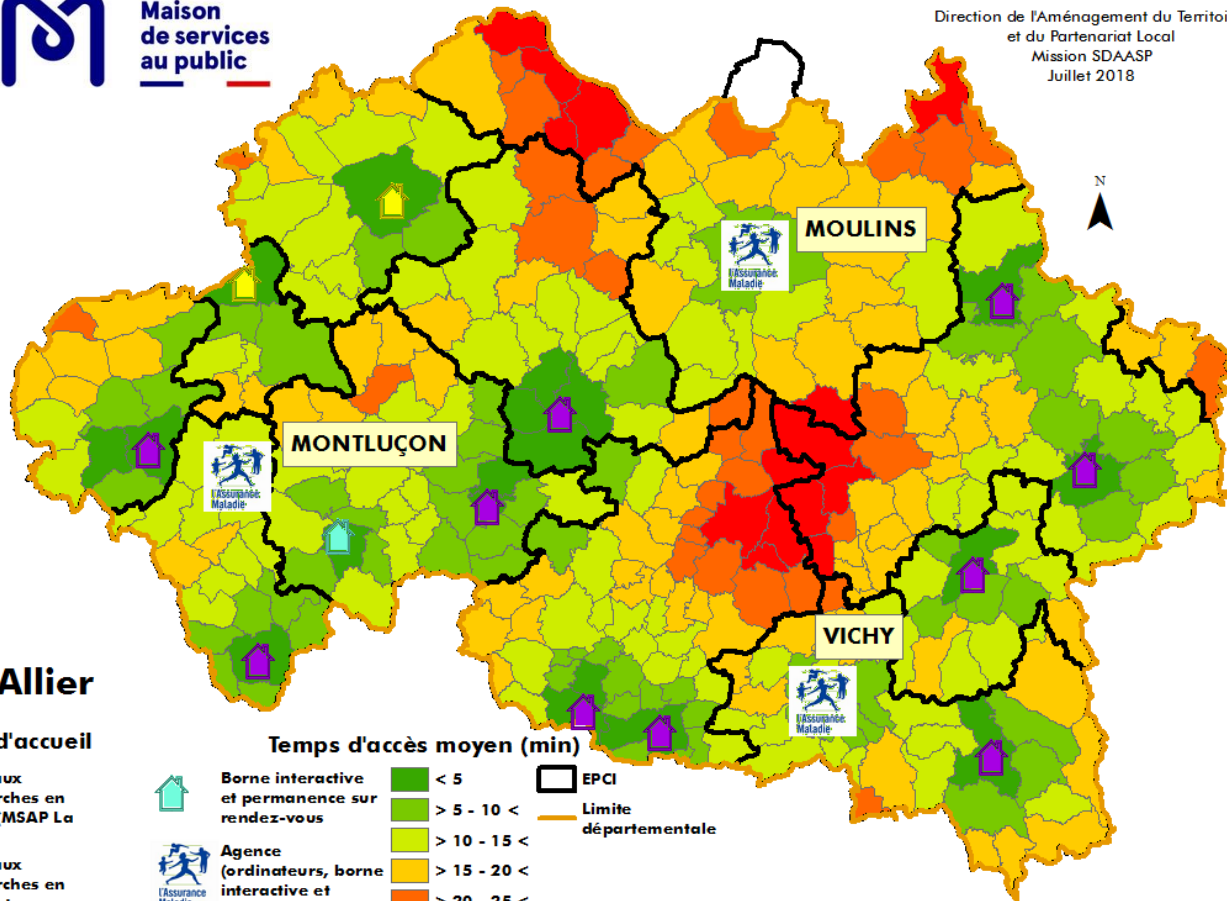 Maison
de services
au public
Direction de l'Aménagement du Territoi
et du Partenariat Local
Mission SDAASP
Juillet 2018
N
MOULINS
l'Assurance
Maladie
MONTLUÇON
l'Assurance
Maladie
VICHY
l'Assurance
Maladie
Allier
d'accueil
aux
rches en
(MSAP La
aux
rches en
Borne interactive
et permanence sur
rendez-vous
l'Assurance
Maladie
Agence
(ordinateurs, borne
interactive et
Temps d'accès moyen (min)
< 5
> 5 - 10 <
> 10 - 15 <
> 15 - 20 <
> 20 - 25 <
EPCI
Limite
départementale